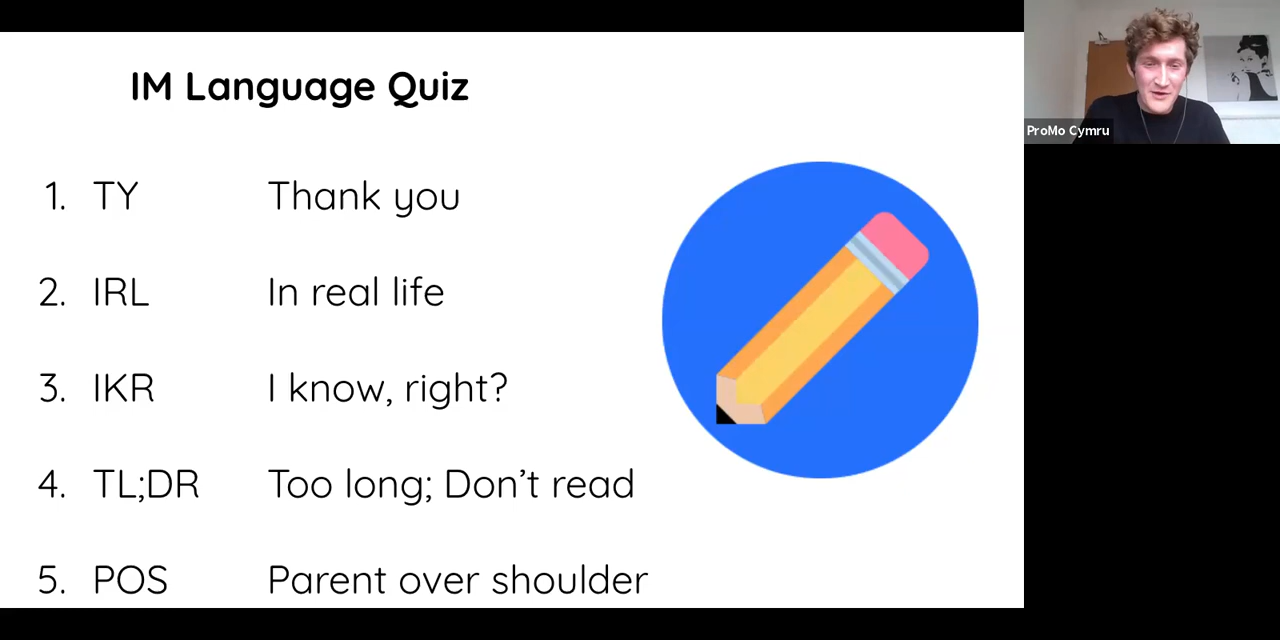 IM Language Quiz
1. TY Thank you
2. IRL In real life
3. IKR I know, right?
4. TL;DR Too long; Don’t read
5. POS Parent over shoulder
ProMo Cymru